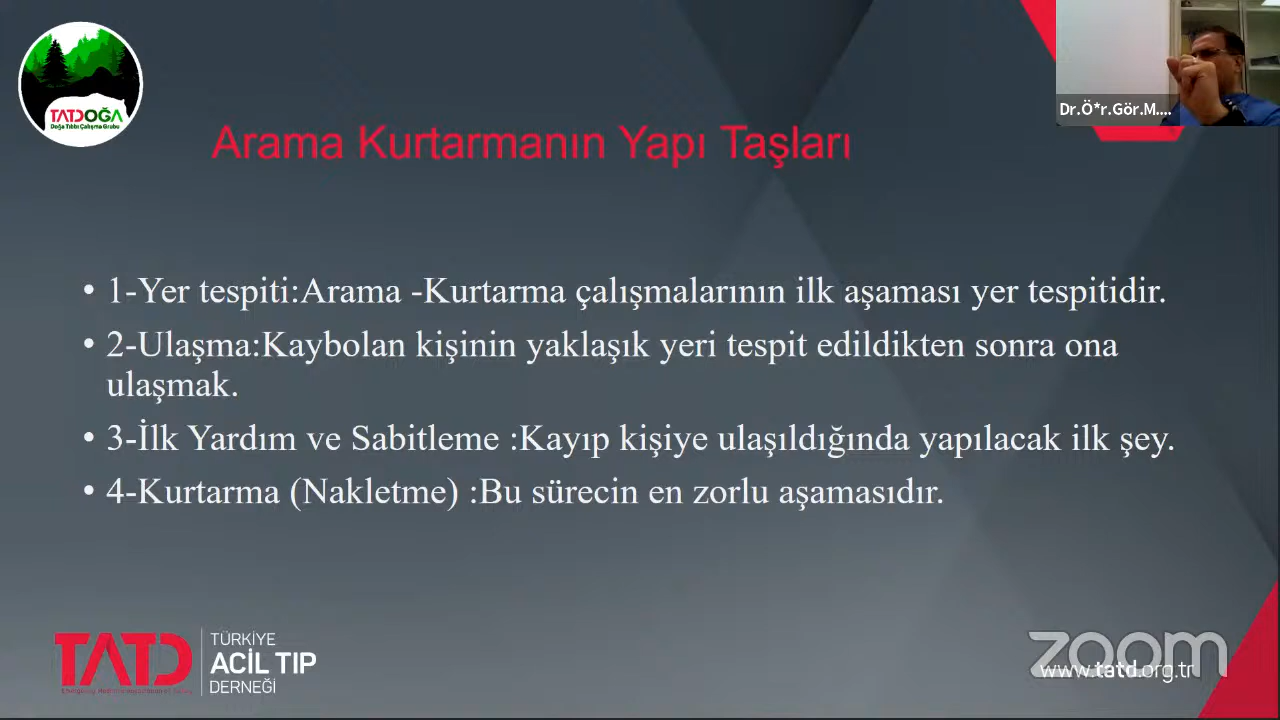 TATDOĞA
Doğa Tıbbı Çalışma Grubu
Dr.Ö*r.Gör.M....
Arama Kurtarmanın Yapı Taşları
• 1-Yer tespiti:Arama -Kurtarma çalışmalarının ilk aşaması yer tespitidir.
• 2-Ulaşma:Kaybolan kişinin yaklaşık yeri tespit edildikten sonra ona
ulaşmak.
• 3-İlk Yardım ve Sabitleme :Kayıp kişiye ulaşıldığında yapılacak ilk şey.
• 4-Kurtarma (Nakletme) :Bu sürecin en zorlu aşamasıdır.
TATD
TÜRKİYE
ACİL TIP
DERNEĞİ
zoom
www.tatd.org.tr